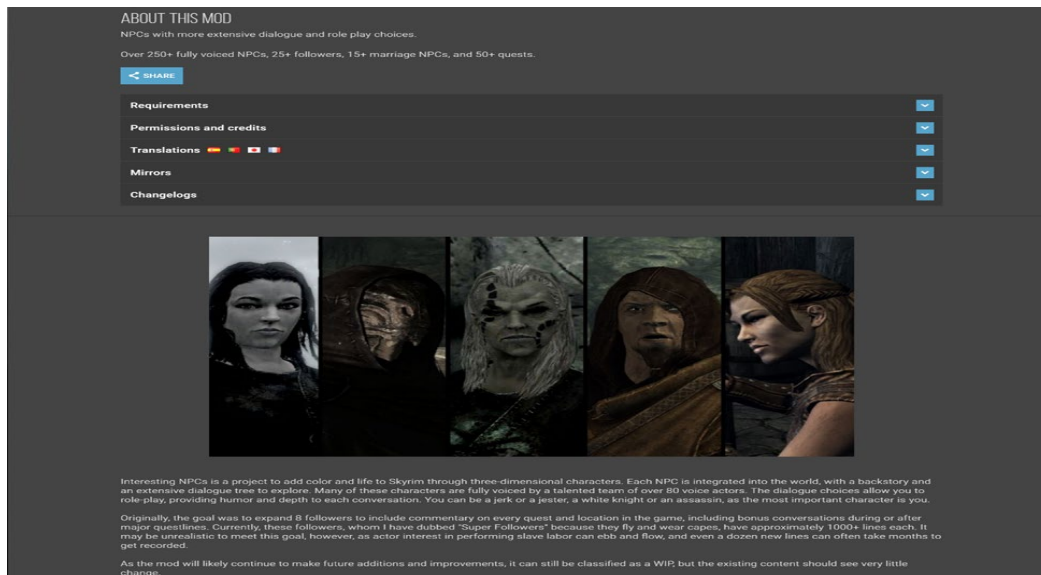 ABOUT THIS MOD
NPCs with more extensive dialogue and role play choices.
Over 250+ fully voiced NPCs, 25+ followers, 15+ marriage NPCs, and 50+ quests.
SHARE
Requirements
Permissions and credits
Translations
Mirrors
Changelogs
Interesting NPCs is a project to add color and life to Skyrim through three-dimensional characters. Each NPC is integrated into the world, with a backstory and
an extensive dialogue tree to explore. Many of these characters are fully voiced by a talented team of over 80 voice actors. The dialogue choices allow you to
role-play, providing humor and depth to each conversation. You can be a jerk or a jester, a white knight or an assassin, as the most important character is you.
Originally, the goal was to expand 8 followers to include commentary on every quest and location in the game, including bonus conversations during or after
major questlines. Currently, these followers, whom I have dubbed "Super Followers" because they fly and wear capes, have approximately 1000+ lines each. It
may be unrealistic to meet this goal, however, as actor interest in performing slave labor can ebb and flow, and even a dozen new lines can often take months to
get recorded.
As the mod will likely continue to make future additions and improvements, it can still be classified as a WIP, but the existing content should see very little
change.